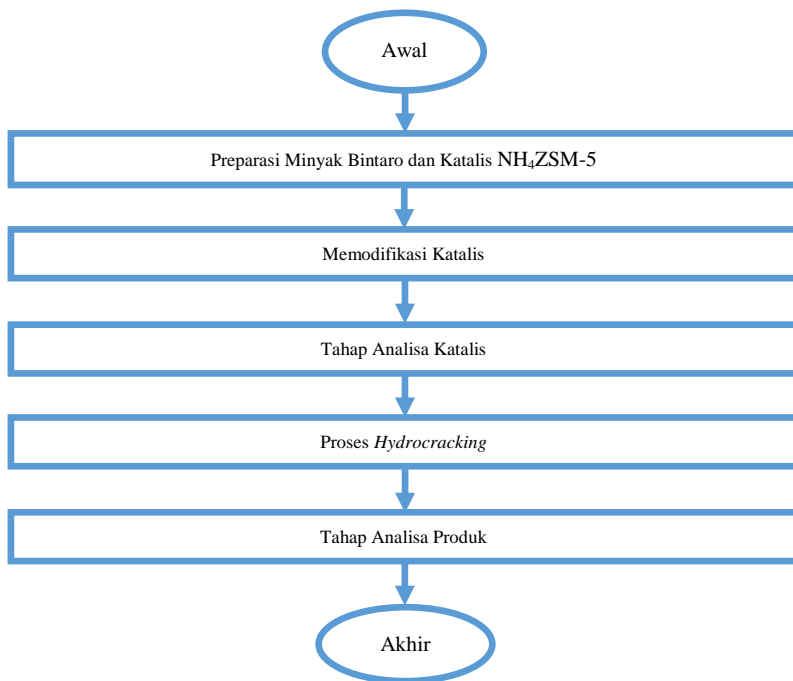 Awal
Preparasi Minyak Bintaro dan Katalis NH₄ZSM-5
Memodifikasi Katalis
Tahap Analisa Katalis
Proses Hydrocracking
Tahap Analisa Produk
Akhir